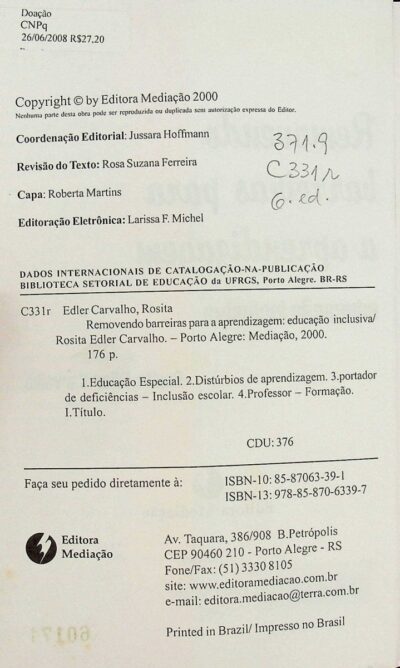 Doação
CNPq
26/06/2008 R$27,20
Copyright © by Editora Mediação 2000
Nenhuma parte desta obra pode ser reproduzida ou duplicada sem autorização expressa do Editor.
Coordenação Editorial: Jussara Hoffmann
371.9
Revisão do Texto: Rosa Suzana Ferreira
C331r
Capa: Roberta Martins
6. ed.
Editoração Eletrônica: Larissa F. Michel
DADOS INTERNACIONAIS DE CATALOGAÇÃO-NA-PUBLICAÇÃO
BIBLIOTECA SETORIAL DE EDUCAÇÃO da UFRGS, Porto Alegre. BR-RS
C331r Edler Carvalho, Rosita
Removendo barreiras para a aprendizagem: educação inclusiva/
Rosita Edler Carvalho. – Porto Alegre: Mediação, 2000.
176 p.
1.Educação Especial. 2.Distúrbios de aprendizagem. 3.portador
de deficiências – Inclusão escolar. 4.Professor – Formação.
I.Título.
CDU: 376
Faça seu pedido diretamente à:
ISBN-10: 85-87063-39-1
ISBN-13: 978-85-870-6339-7
Editora
Mediação
Av. Taquara, 386/908 B.Petrópolis
CEP 90460 210 - Porto Alegre - RS
Fone/Fax: (51) 3330 8105
site: www.editoramediacao.com.br
e-mail: editora.mediacao@terra.com.br
Printed in Brazil/ Impresso no Brasil